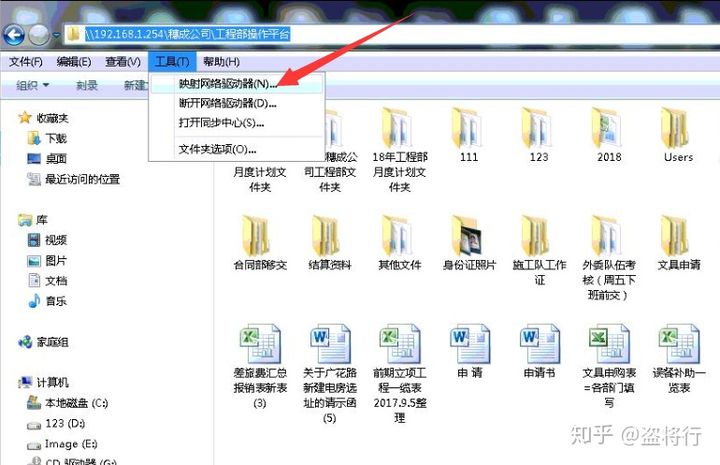 \\192.168.1.254\穗成公司\工程部操作平台
文件(F) 编辑(E) 查看(V) 工具(T) 帮助(H)
组织 刻录 新建文
映射网络驱动器(N)...
断开网络驱动器(D)...
打开同步中心(S)...
文件夹选项(O)...
收藏夹
下载
桌面
最近访问的位置
库
视频
图片
文档
音乐
家庭组
计算机
本地磁盘 (C:)
123 (D:)
Image (E:)
CD 驱动器 (G:)
月度计划文
件夹
穗成公
司工程部文
件夹
18年工程部
月度计划文
件夹
111
123
2018
Users
合同部移交
结算资料
其他文件
身份证照片
施工队工作
证
外委队伍考
核（周五下
班前交）
文具申请
差旅费汇总
报销表新表
(3)
关于广花路
新建电房选
址的请示函
(5)
前期立项工
程一缆表
2017.9.5整
理
申 请
申请书
文具申购表
=各部门填
写
误餐补助一
览表
知乎 @盗将行